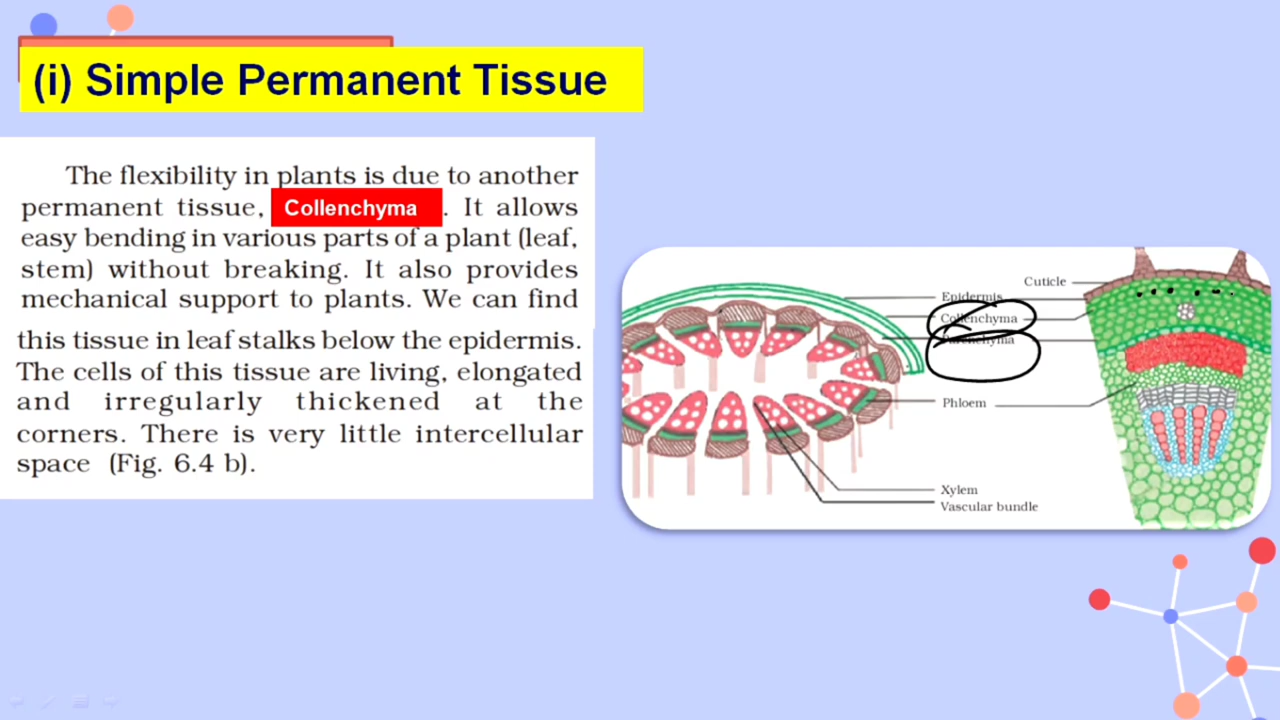 (i) Simple Permanent Tissue
The flexibility in plants is due to another
permanent tissue, Collenchyma . It allows
easy bending in various parts of a plant (leaf,
stem) without breaking. It also provides
mechanical support to plants. We can find
this tissue in leaf stalks below the epidermis.
The cells of this tissue are living, elongated
and irregularly thickened at the
corners. There is very little intercellular
space (Fig. 6.4 b).
Cuticle
Epidermis
Collenchyma
Parenchyma
Phloem
Xylem
Vascular bundle